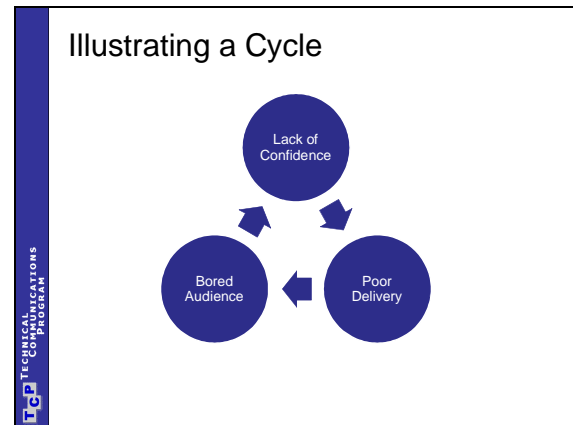 Illustrating a Cycle
Lack of
Confidence
Poor
Delivery
Bored
Audience
TCP TECHNICAL
COMMUNICATIONS
PROGRAM